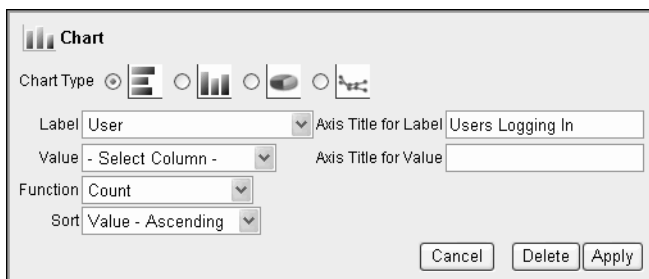 Chart
Chart Type
Label User Axis Title for Label Users Logging In
Value - Select Column - Axis Title for Value
Function Count
Sort Value - Ascending
Cancel Delete Apply